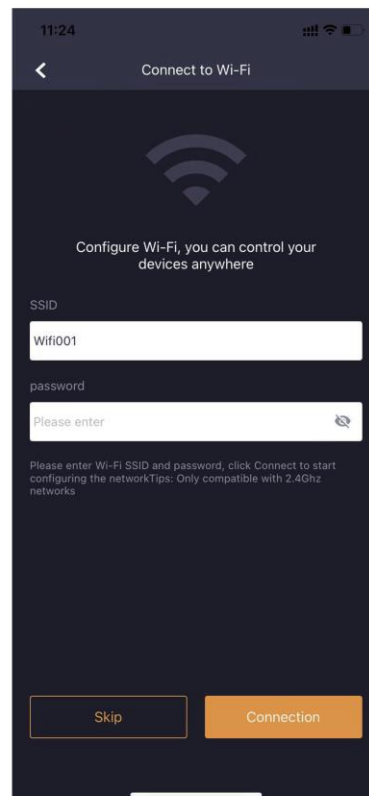 11:24
Connect to Wi-Fi
Configure Wi-Fi, you can control your
devices anywhere
SSID
Wifi001
password
Please enter
Please enter Wi-Fi SSID and password, click Connect to start
configuring the networkTips: Only compatible with 2.4Ghz
networks
Skip
Connection